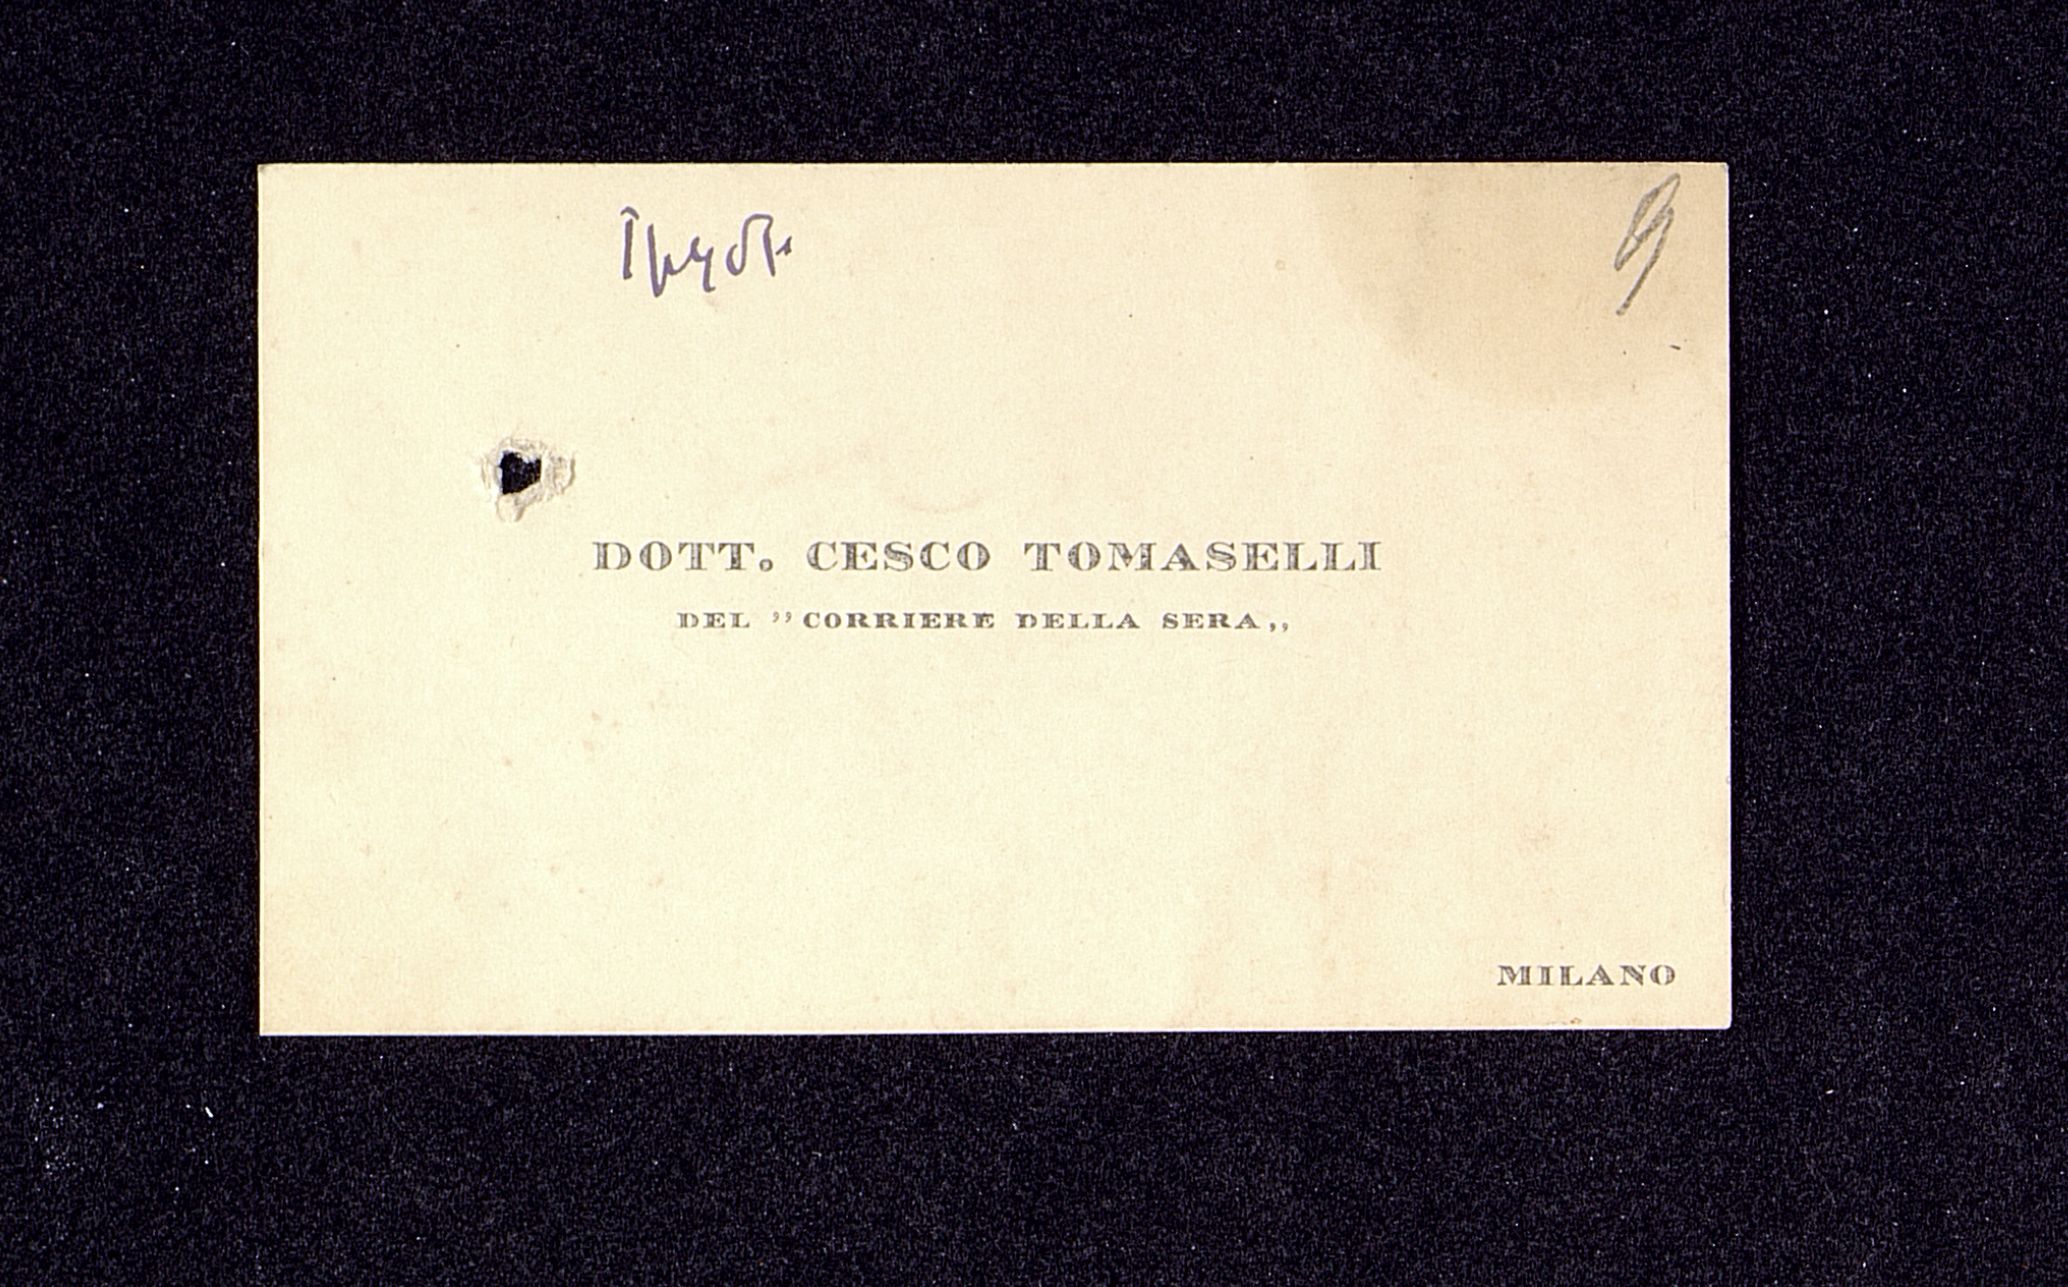 DOTT. CESCO TOMASELLI
DEL ”CORRIERE DELLA SERA„
MILANO